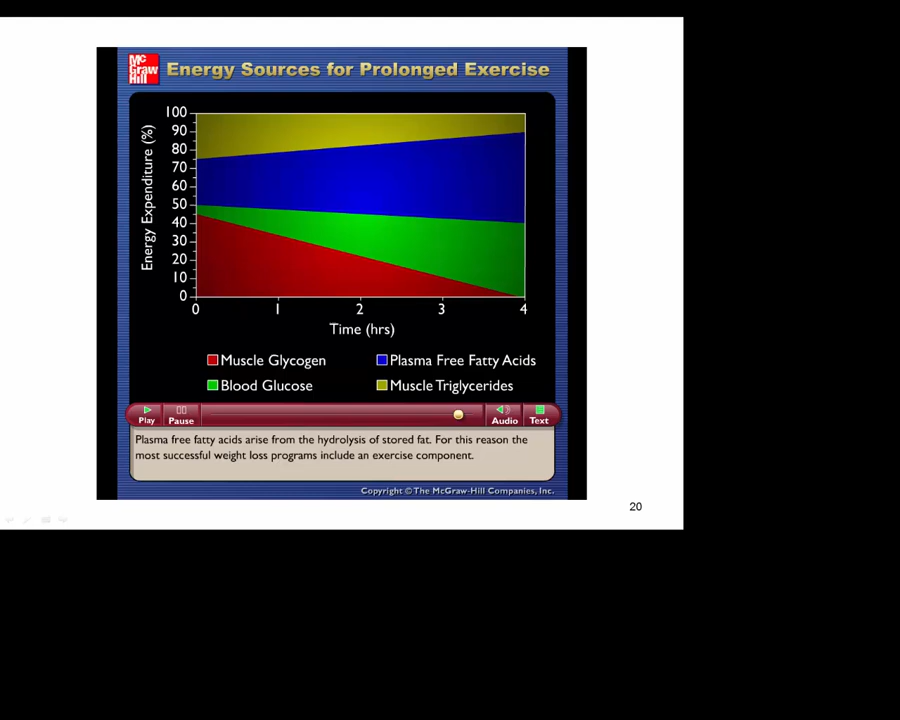 Mc
Graw
Hill
Energy Sources for Prolonged Exercise
Energy Expenditure (%)
100
90
80
70
60
50
40
30
20
10
0
0 1 2 3 4
Time (hrs)
Muscle Glycogen Plasma Free Fatty Acids
Blood Glucose Muscle Triglycerides
Play Pause Audio Text
Plasma free fatty acids arise from the hydrolysis of stored fat. For this reason the
most successful weight loss programs include an exercise component.
Copyright © The McGraw-Hill Companies, Inc.
20